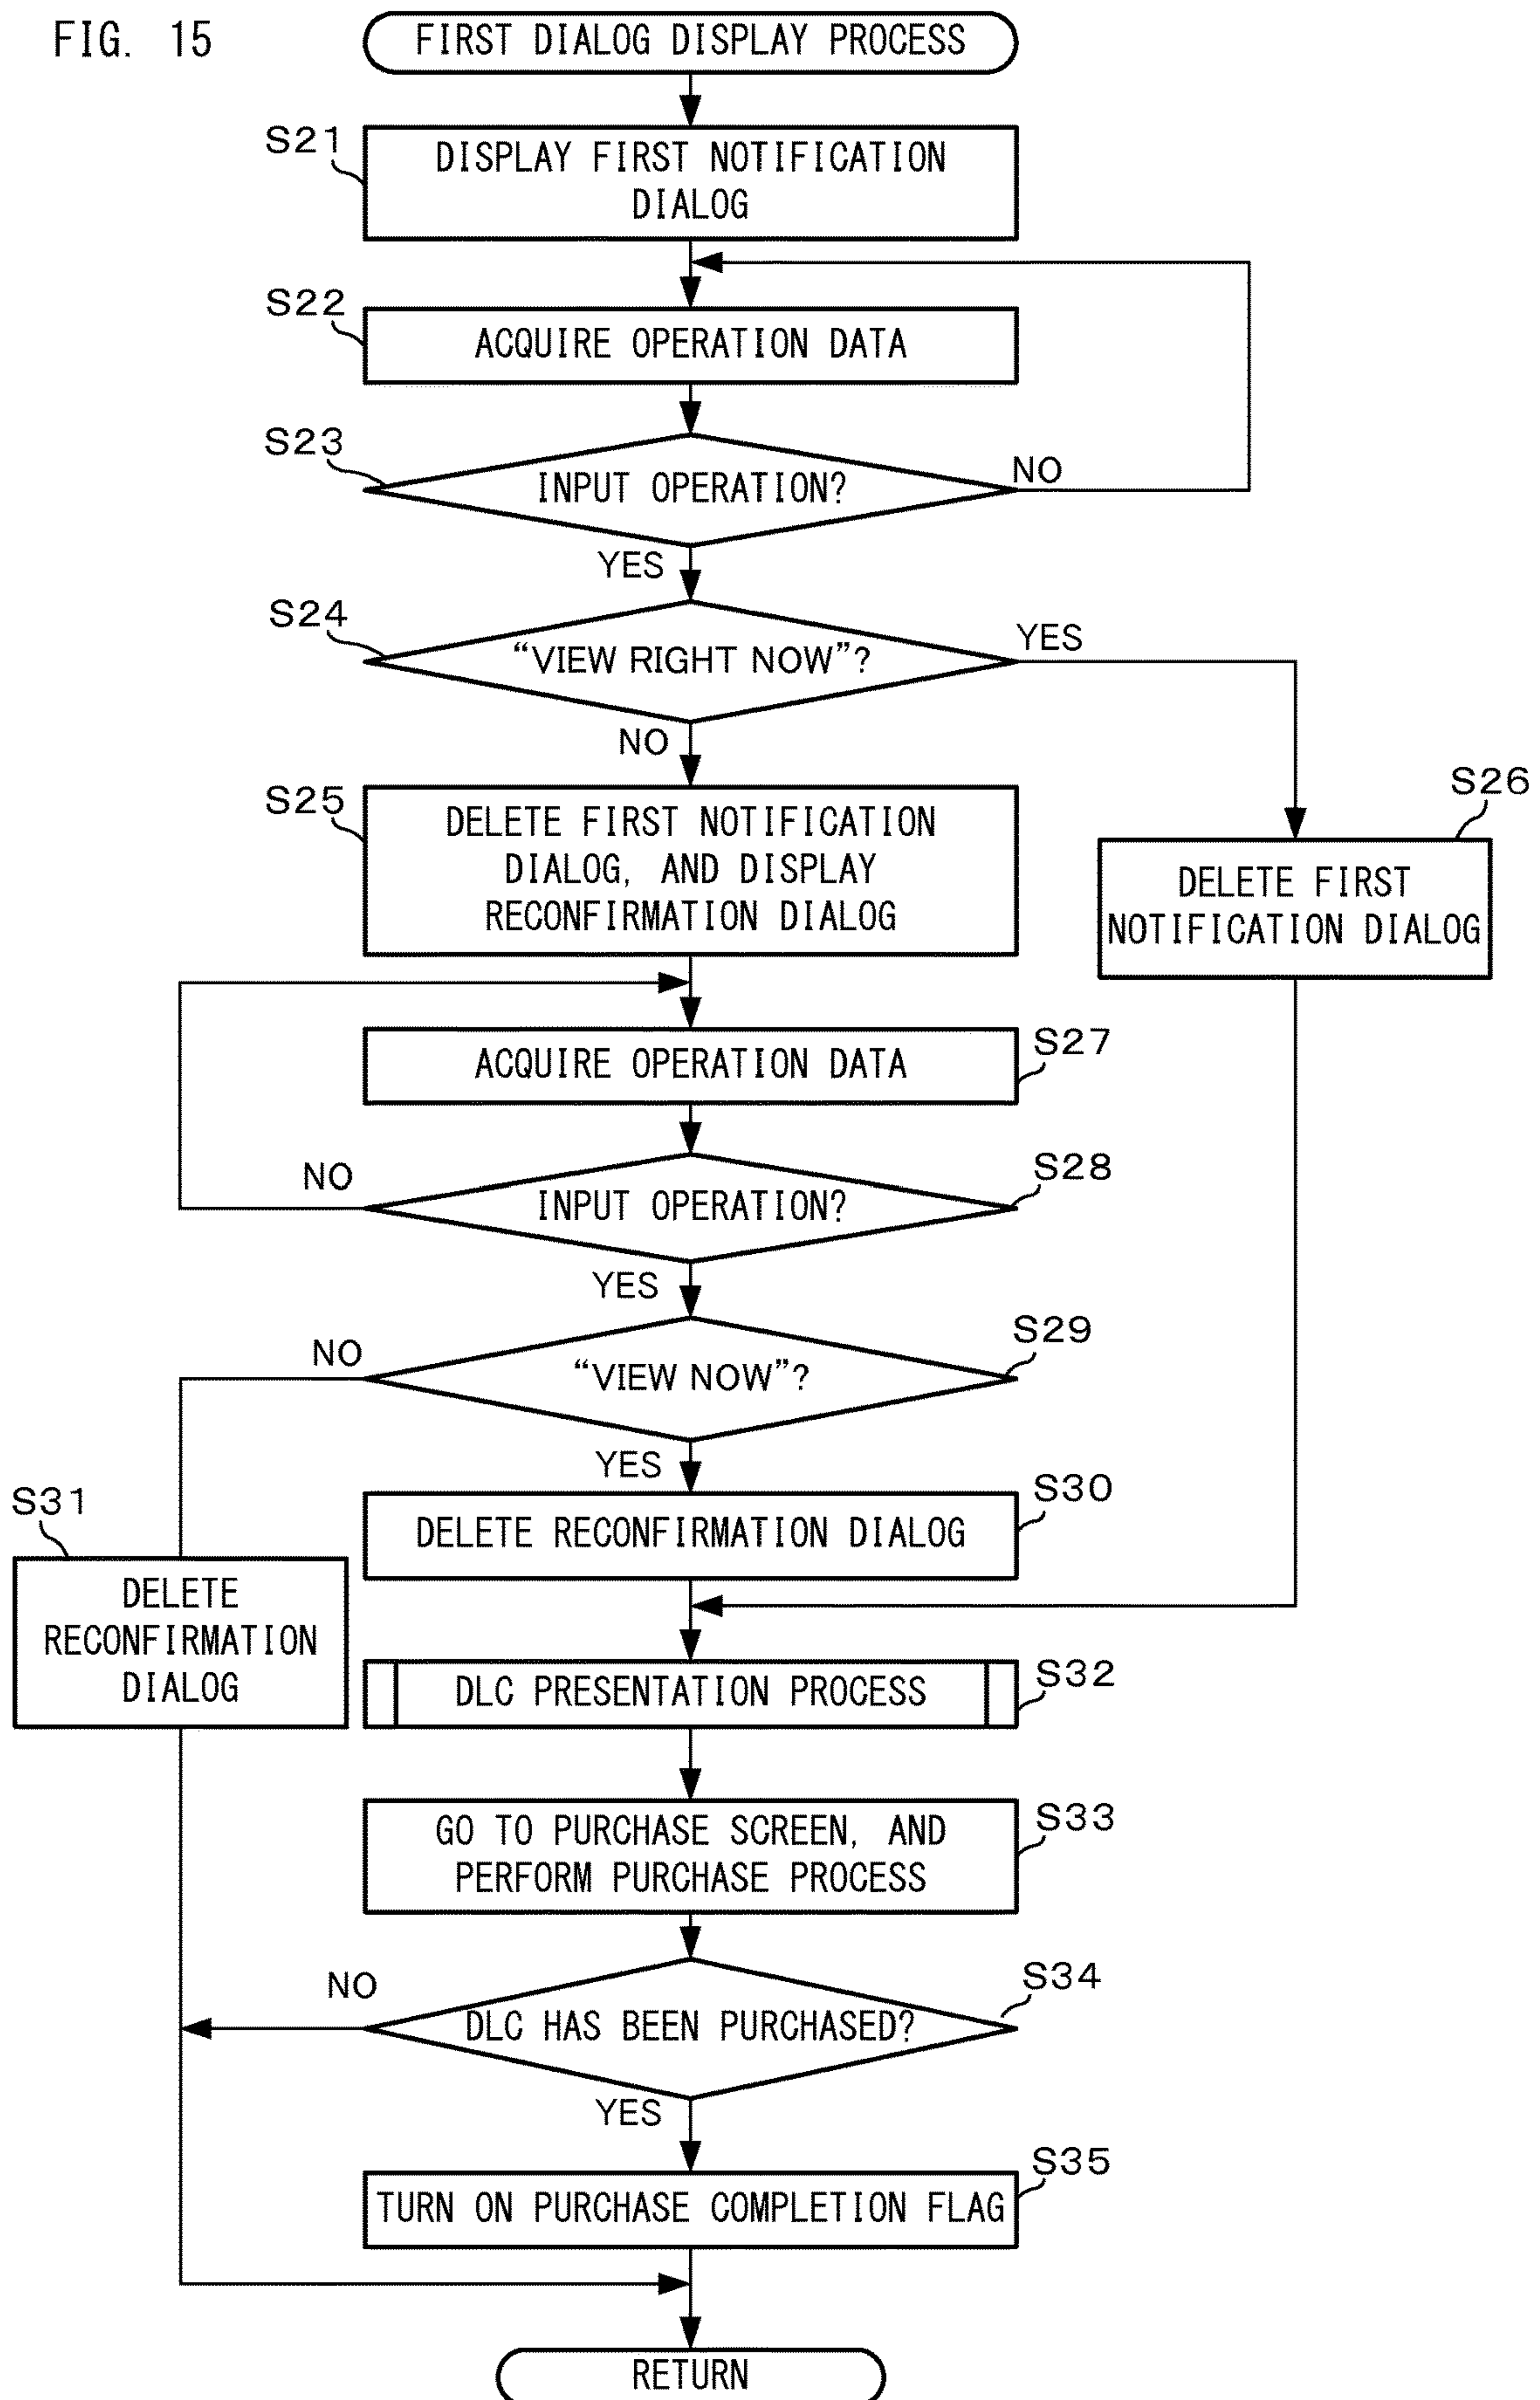 FIG. 15
FIRST DIALOG DISPLAY PROCESS
S21
DISPLAY FIRST NOTIFICATION
DIALOG
S22
ACQUIRE OPERATION DATA
S23
INPUT OPERATION?
NO
YES
S24
“VIEW RIGHT NOW”?
YES
NO
S25
DELETE FIRST NOTIFICATION
DIALOG, AND DISPLAY
RECONFIRMATION DIALOG
S26
DELETE FIRST
NOTIFICATION DIALOG
S27
ACQUIRE OPERATION DATA
S28
INPUT OPERATION?
NO
YES
S29
“VIEW NOW”?
NO
YES
S30
DELETE RECONFIRMATION DIALOG
S31
DELETE
RECONFIRMATION
DIALOG
S32
DLC PRESENTATION PROCESS
S33
GO TO PURCHASE SCREEN, AND
PERFORM PURCHASE PROCESS
S34
DLC HAS BEEN PURCHASED?
NO
YES
S35
TURN ON PURCHASE COMPLETION FLAG
RETURN